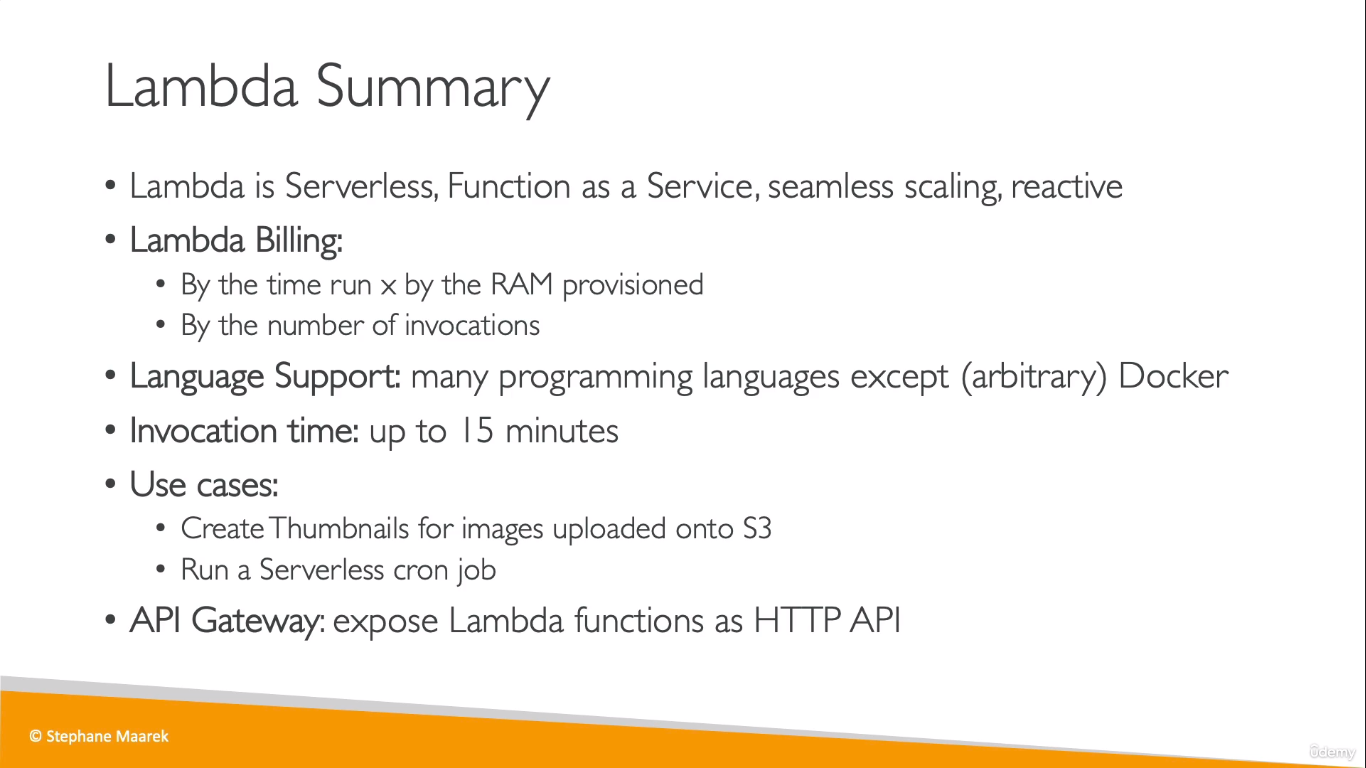 Lambda Summary
• Lambda is Serverless, Function as a Service, seamless scaling, reactive
• Lambda Billing:
• By the time run x by the RAM provisioned
• By the number of invocations
• Language Support: many programming languages except (arbitrary) Docker
• Invocation time: up to 15 minutes
• Use cases:
• Create Thumbnails for images uploaded onto S3
• Run a Serverless cron job
• API Gateway: expose Lambda functions as HTTP API
© Stephane Maarek
ûdemy